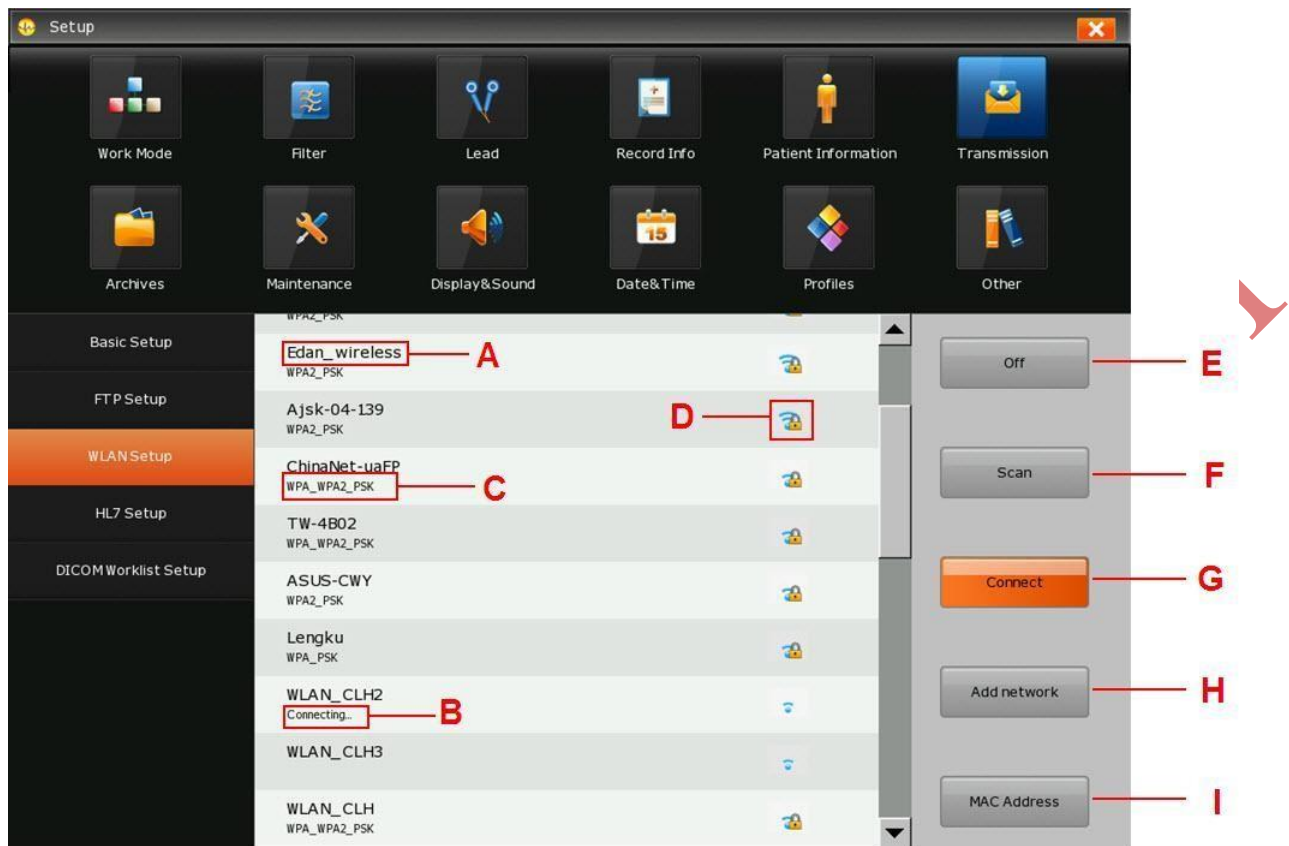 Setup
Work Mode Filter Lead Record Info Patient Information Transmission
15
Archives Maintenance Display&Sound Date&Time Profiles Other
Basic Setup
FTP Setup
WLAN Setup
HL7 Setup
DICOM Worklist Setup
WPA2_PSK
Edan_wireless A
WPA2_PSK
Ajsk-04-139 D
WPA2_PSK
ChinaNet-uaFP
WPA_WPA2_PSK C
TW-4B02
WPA_WPA2_PSK
ASUS-CWY
WPA2_PSK
Lengku
WPA_PSK
WLAN_CLH2
Connecting... B
WLAN_CLH3
WLAN_CLH
WPA_WPA2_PSK
Off E
Scan F
Connect G
Add network H
MAC Address I